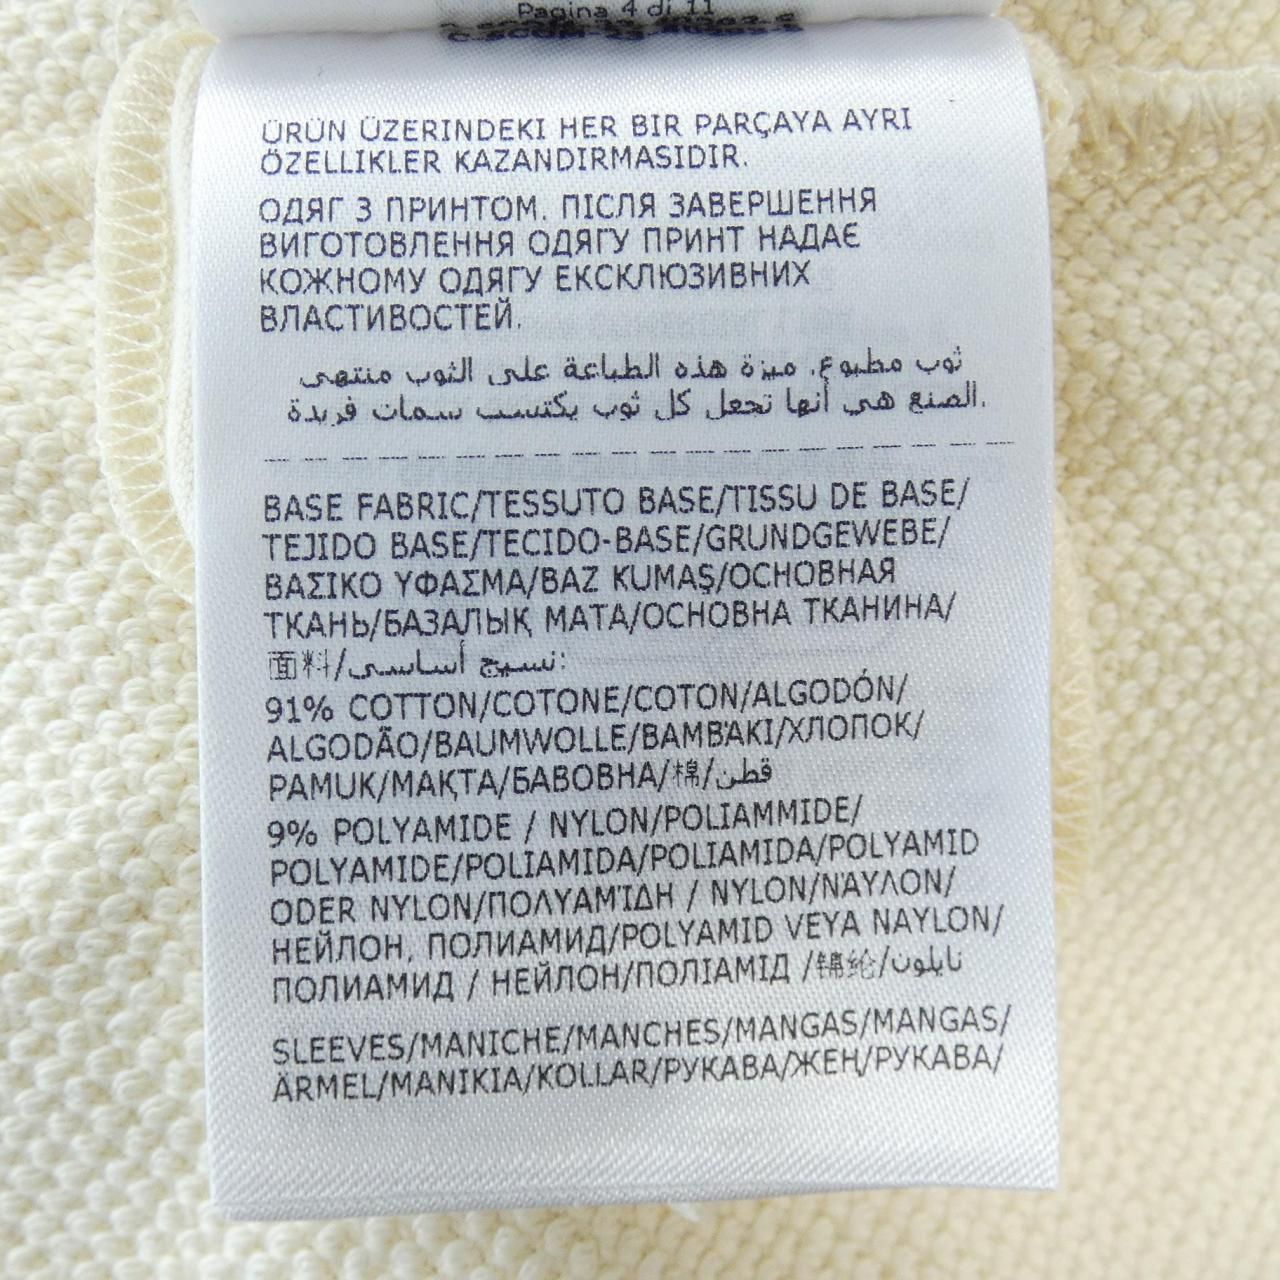 Pagina 4 di 11
ÜRÜN ÜZERINDEKI HER BIR PARÇAYA AYRI
ÖZELLIKLER KAZANDIRMASIDIR.
ОДЯГ З ПРИНТОМ. ПІСЛЯ ЗАВЕРШЕННЯ
ВИГОТОВЛЕННЯ ОДЯГУ ПРИНТ НАДАЄ
КОЖНОМУ ОДЯГУ ЕКСКЛЮЗИВНИХ
ВЛАСТИВОСТЕЙ.
ثوب مطبوع. ميزة هذه الطباعة على الثوب منتهى
الصنع هي أنها تجعل كل ثوب يكتسب سمات فريدة.
BASE FABRIC/TESSUTO BASE/TISSU DE BASE/
TEJIDO BASE/TECIDO-BASE/GRUNDGEWEBE/
ΒΑΣΙΚΟ ΥΦΑΣΜΑ/BAZ KUMAŞ/ОСНОВНАЯ
ТКАНЬ/БАЗАЛЫҚ МАТА/ОСНОВНА ТКАНИНА/
面料/نسيج أساسي:
91% COTTON/COTONE/COTON/ALGODÓN/
ALGODÃO/BAUMWOLLE/ΒΑΜΒΆΚΙ/ХЛОПОК/
PAMUK/МАҚТА/БАВОВНА/棉/قطن
9% POLYAMIDE / NYLON/POLIAMMIDE/
POLYAMIDE/POLIAMIDA/POLIAMIDA/POLYAMID
ODER NYLON/ΠΟΛΥΑΜΊΔΗ / NYLON/ΝΆΥΛΟΝ/
НЕЙЛОН, ПОЛИАМИД/POLYAMID VEYA NAYLON/
ПОЛИАМИД / НЕЙЛОН/ПОЛІАМІД /锦纶/نايلون
SLEEVES/MANICHE/MANCHES/MANGAS/MANGAS/
ÄRMEL/ΜΑΝΙΚΙΑ/KOLLAR/РУКАВА/ЖЕҢ/РУКАВА/